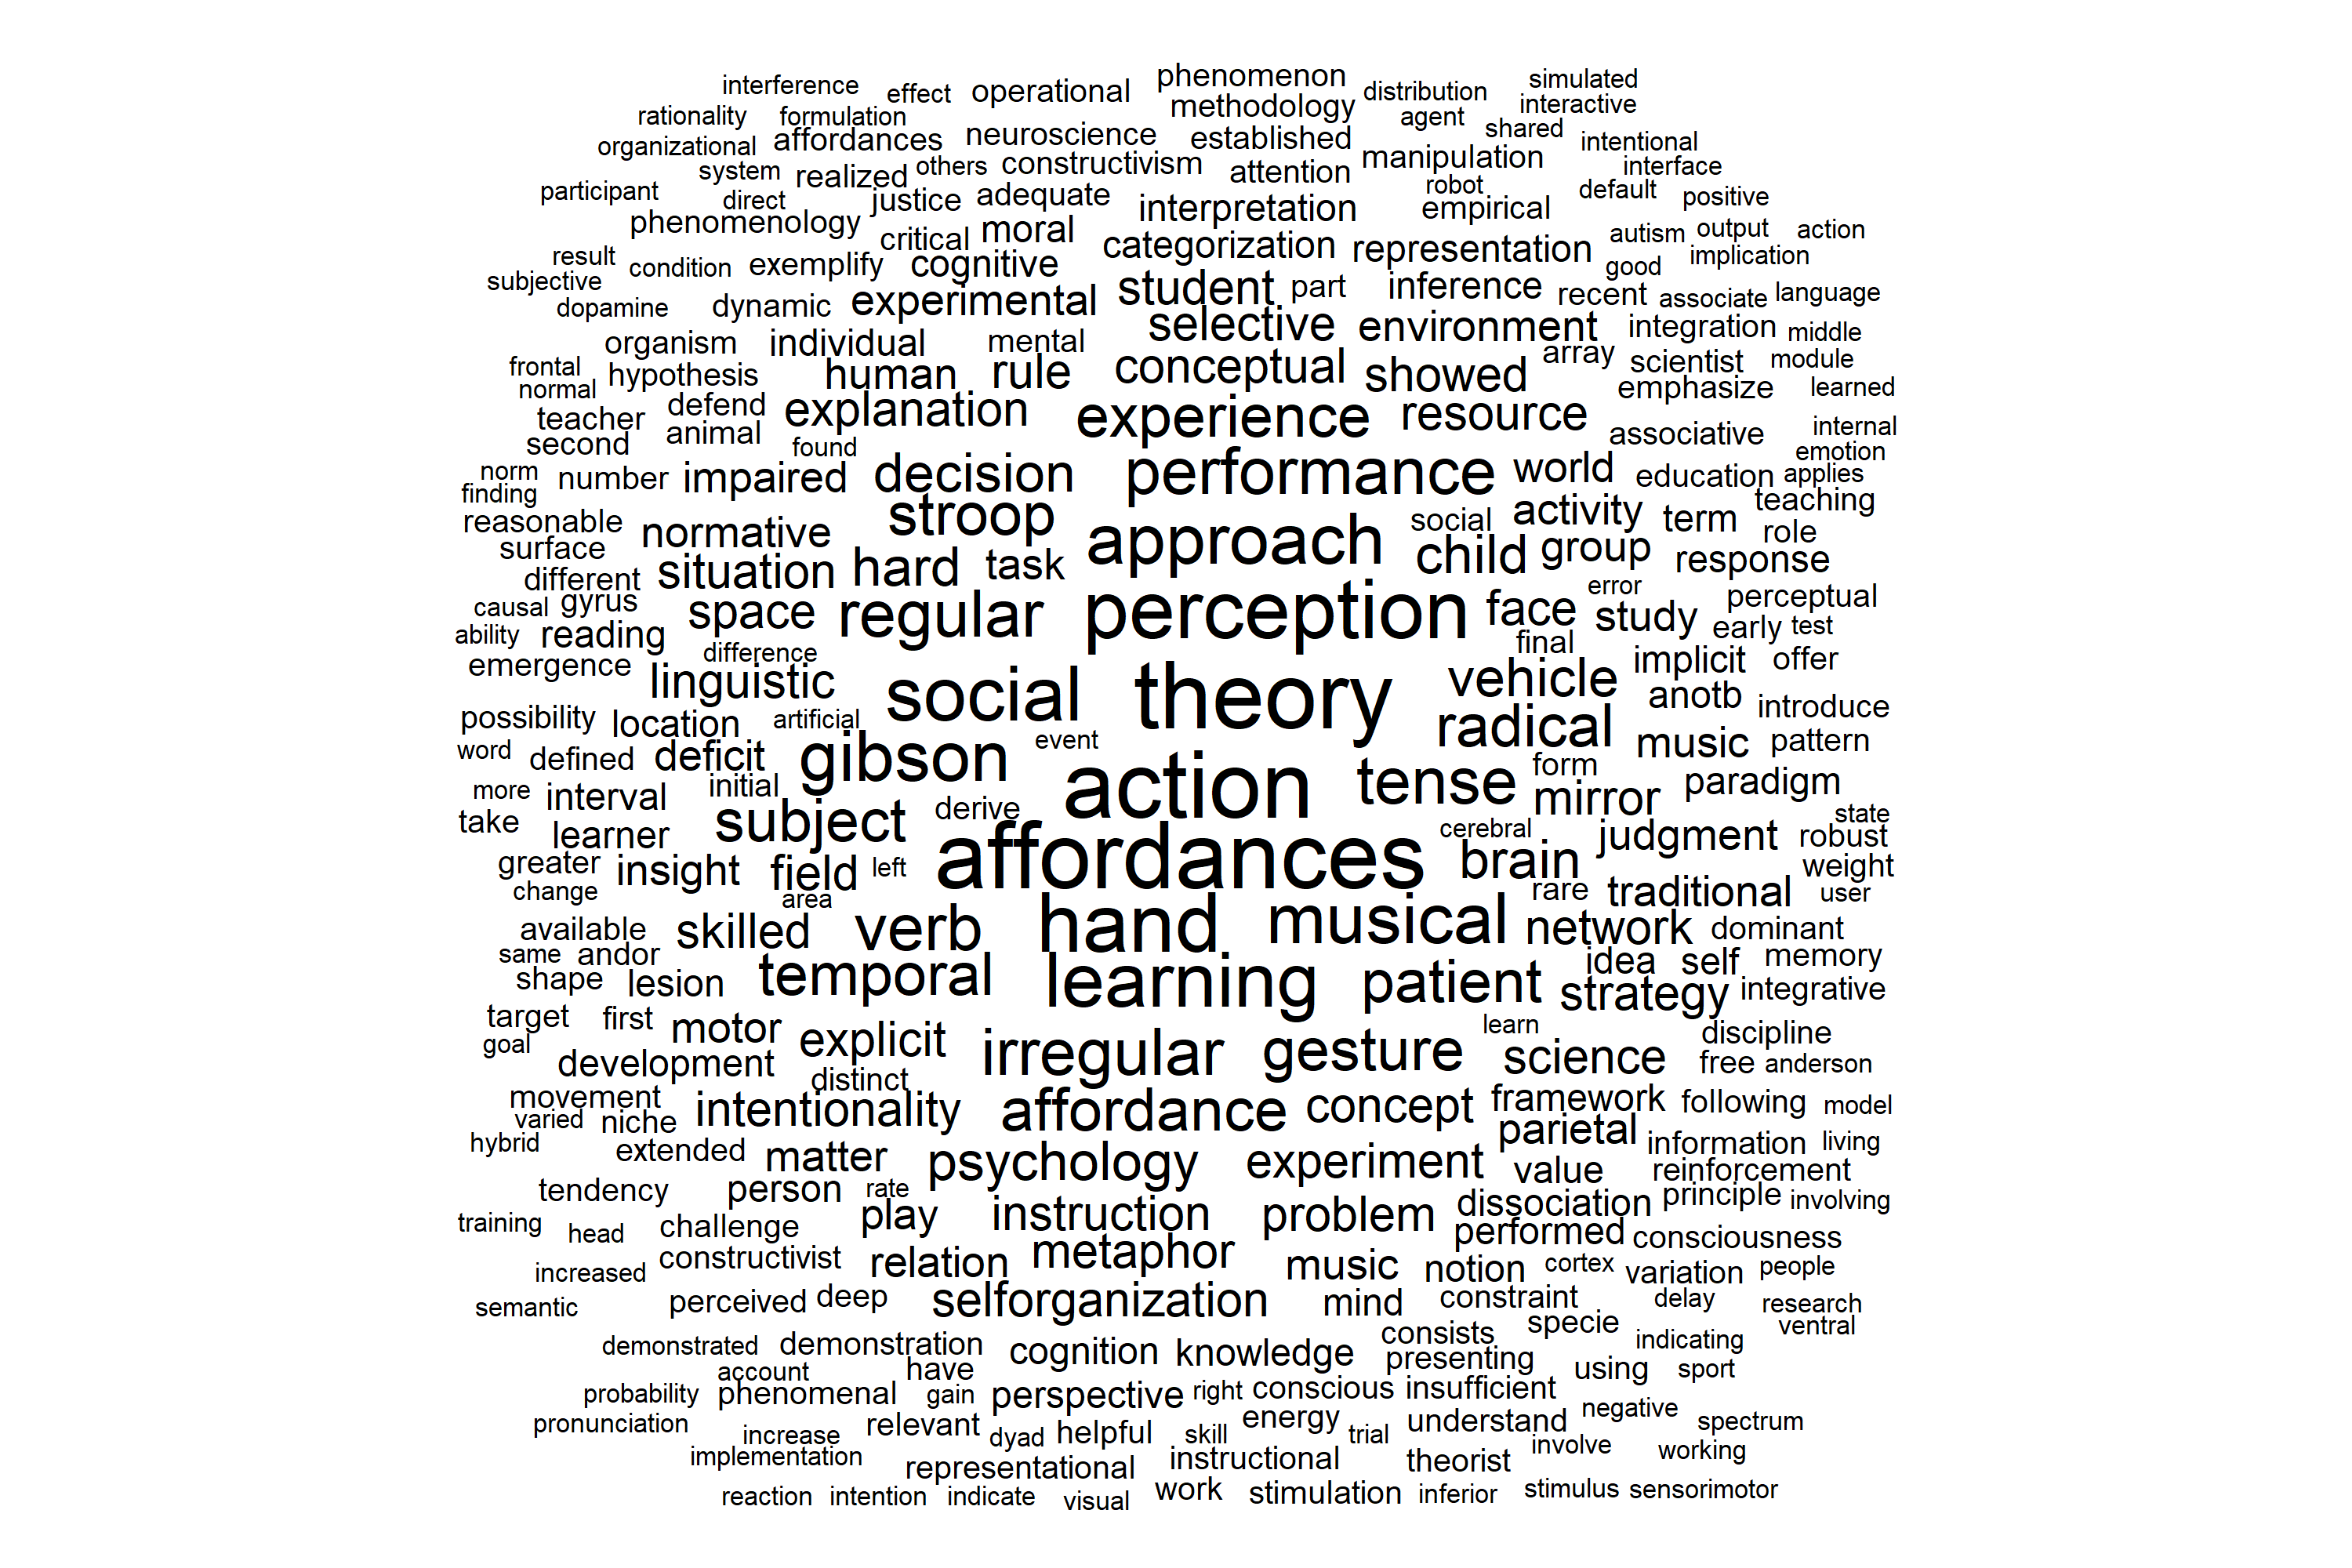 interference effect operational phenomenon simulated
rationality formulation methodology distribution interactive
organizational affordances neuroscience established agent shared intentional
system realized others constructivism attention manipulation interface
participant direct justice adequate interpretation robot empirical default positive
phenomenology critical moral categorization representation autism output action
result condition exemplify cognitive good implication
subjective dopamine dynamic experimental student part inference recent associate language
organism individual mental selective environment integration middle
frontal hypothesis human rule conceptual showed array scientist module
normal teacher defend explanation experience resource emphasize learned
second animal found associative internal
norm number impaired decision performance world education applies emotion
finding reasonable normative stroop approach social activity term teaching
surface situation hard task child group response role
different gyrus space regular perception face error study perceptual
causal reading final early test
ability emergence difference linguistic social theory vehicle implicit offer
possibility location artificial radical anotb introduce
word defined deficit gibson event music pattern
more interval initial action tense form mirror paradigm
take learner subject derive cerebral judgment robust state
greater insight field left affordances brain weight
change area rare traditional user
available skilled verb hand musical network dominant
same andor idea self memory
shape lesion temporal learning patient strategy integrative
target first motor explicit learn discipline
goal development irregular gesture science free anderson
movement distinct framework following model
varied niche intentionality affordance concept parietal information living
hybrid extended matter psychology experiment value reinforcement
tendency person rate dissociation principle involving
training head challenge play instruction problem performed consciousness
increased constructivist relation metaphor music notion cortex variation people
semantic perceived deep selforganization mind constraint delay research
demonstrated demonstration cognition knowledge consists specie indicating ventral
account have presenting using sport
probability phenomenal gain perspective right conscious insufficient
pronunciation increase relevant dyad helpful skill energy trial understand negative spectrum
implementation representational instructional theorist involve working
reaction intention indicate visual work stimulation inferior stimulus sensorimotor